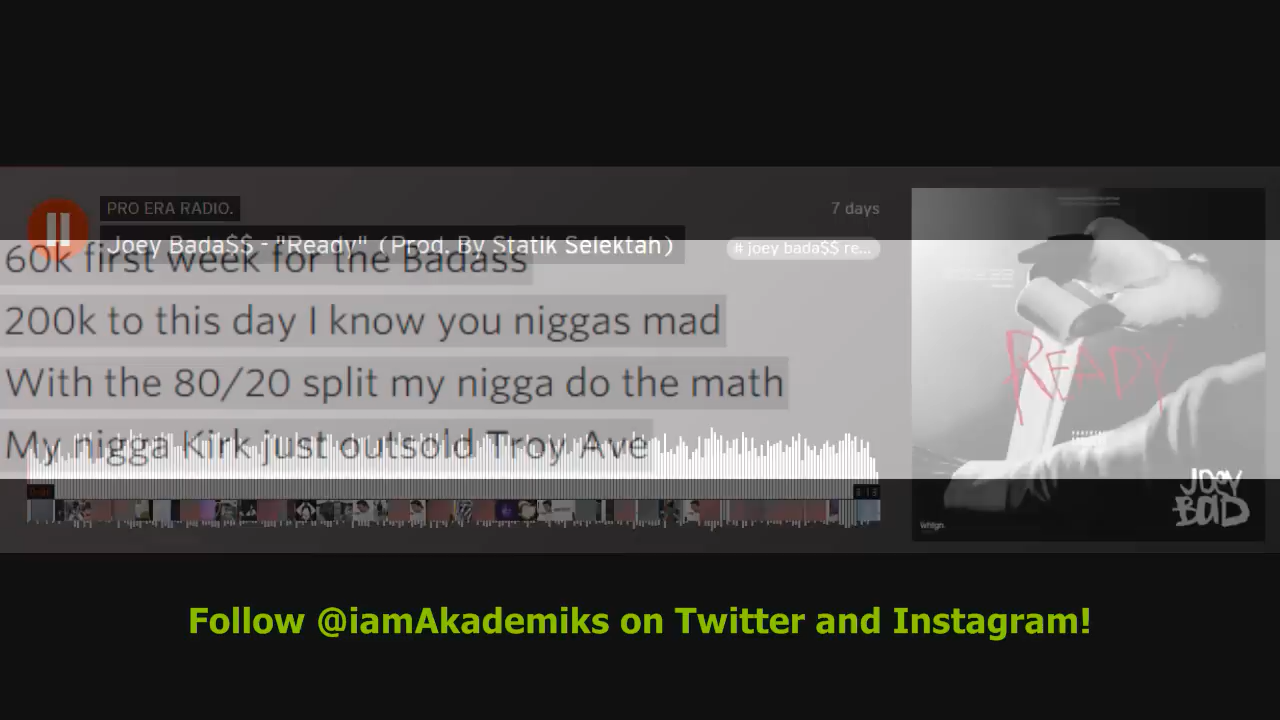 PRO ERA RADIO.
7 days
Joey Bada$$ - "Ready" (Prod. By Statik Selektah)
# joey bada$$ re...
60k first week for the Badass
200k to this day I know you niggas mad
With the 80/20 split my nigga do the math
My nigga Kirk just outsold Troy Ave
READY
JOEY
BAD
Follow @iamAkademiks on Twitter and Instagram!